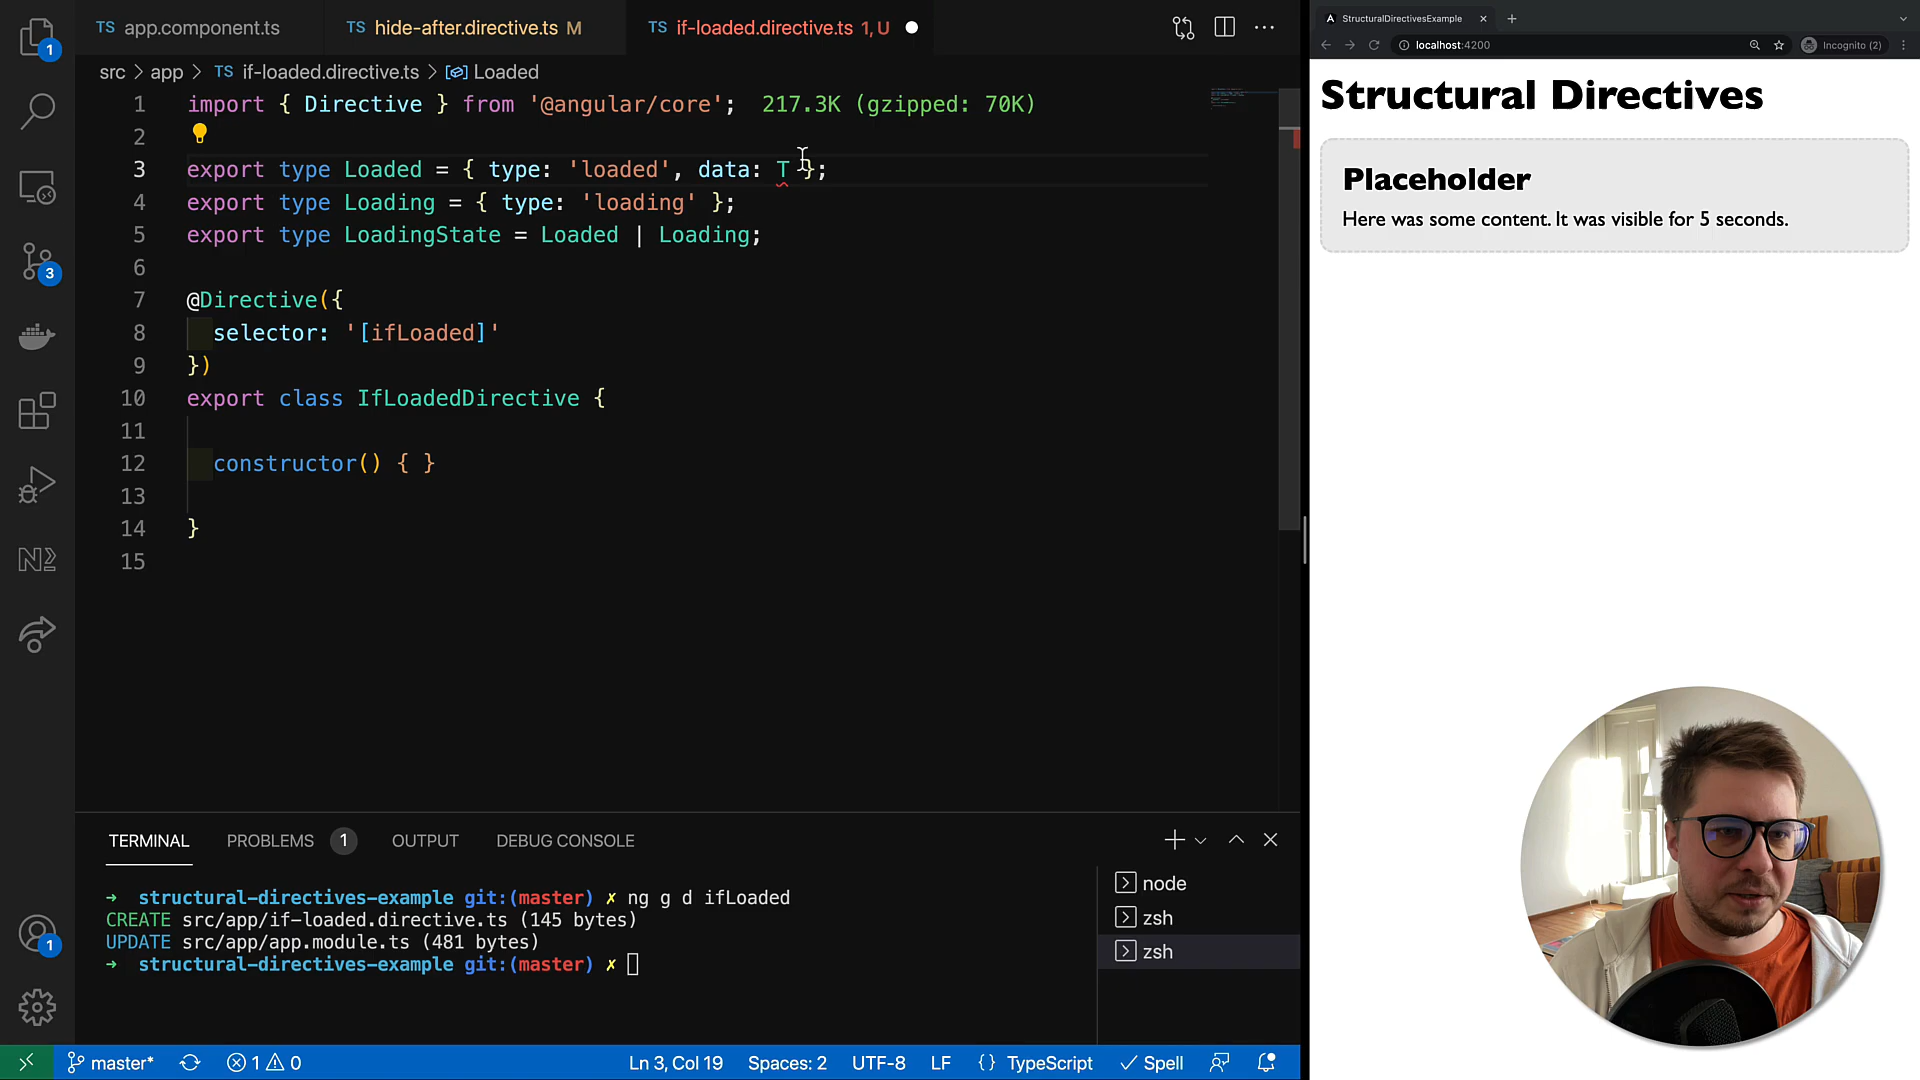 TS app.component.ts
TS hide-after.directive.ts M
TS if-loaded.directive.ts 1, U
src > app > TS if-loaded.directive.ts > Loaded
1 import { Directive } from '@angular/core'; 217.3K (gzipped: 70K)
2
3 export type Loaded = { type: 'loaded', data: T };
4 export type Loading = { type: 'loading' };
5 export type LoadingState = Loaded | Loading;
6
7 @Directive({
8 selector: '[ifLoaded]'
9 })
10 export class IfLoadedDirective {
11
12 constructor() { }
13
14 }
15
1
3
1
TERMINAL PROBLEMS 1 OUTPUT DEBUG CONSOLE
➜ structural-directives-example git:(master) ✗ ng g d ifLoaded
CREATE src/app/if-loaded.directive.ts (145 bytes)
UPDATE src/app/app.module.ts (481 bytes)
➜ structural-directives-example git:(master) ✗
node
zsh
zsh
master* 1 0 Ln 3, Col 19 Spaces: 2 UTF-8 LF {} TypeScript Spell
StructuralDirectivesExample
localhost:4200
Incognito (2)
Structural Directives
Placeholder
Here was some content. It was visible for 5 seconds.